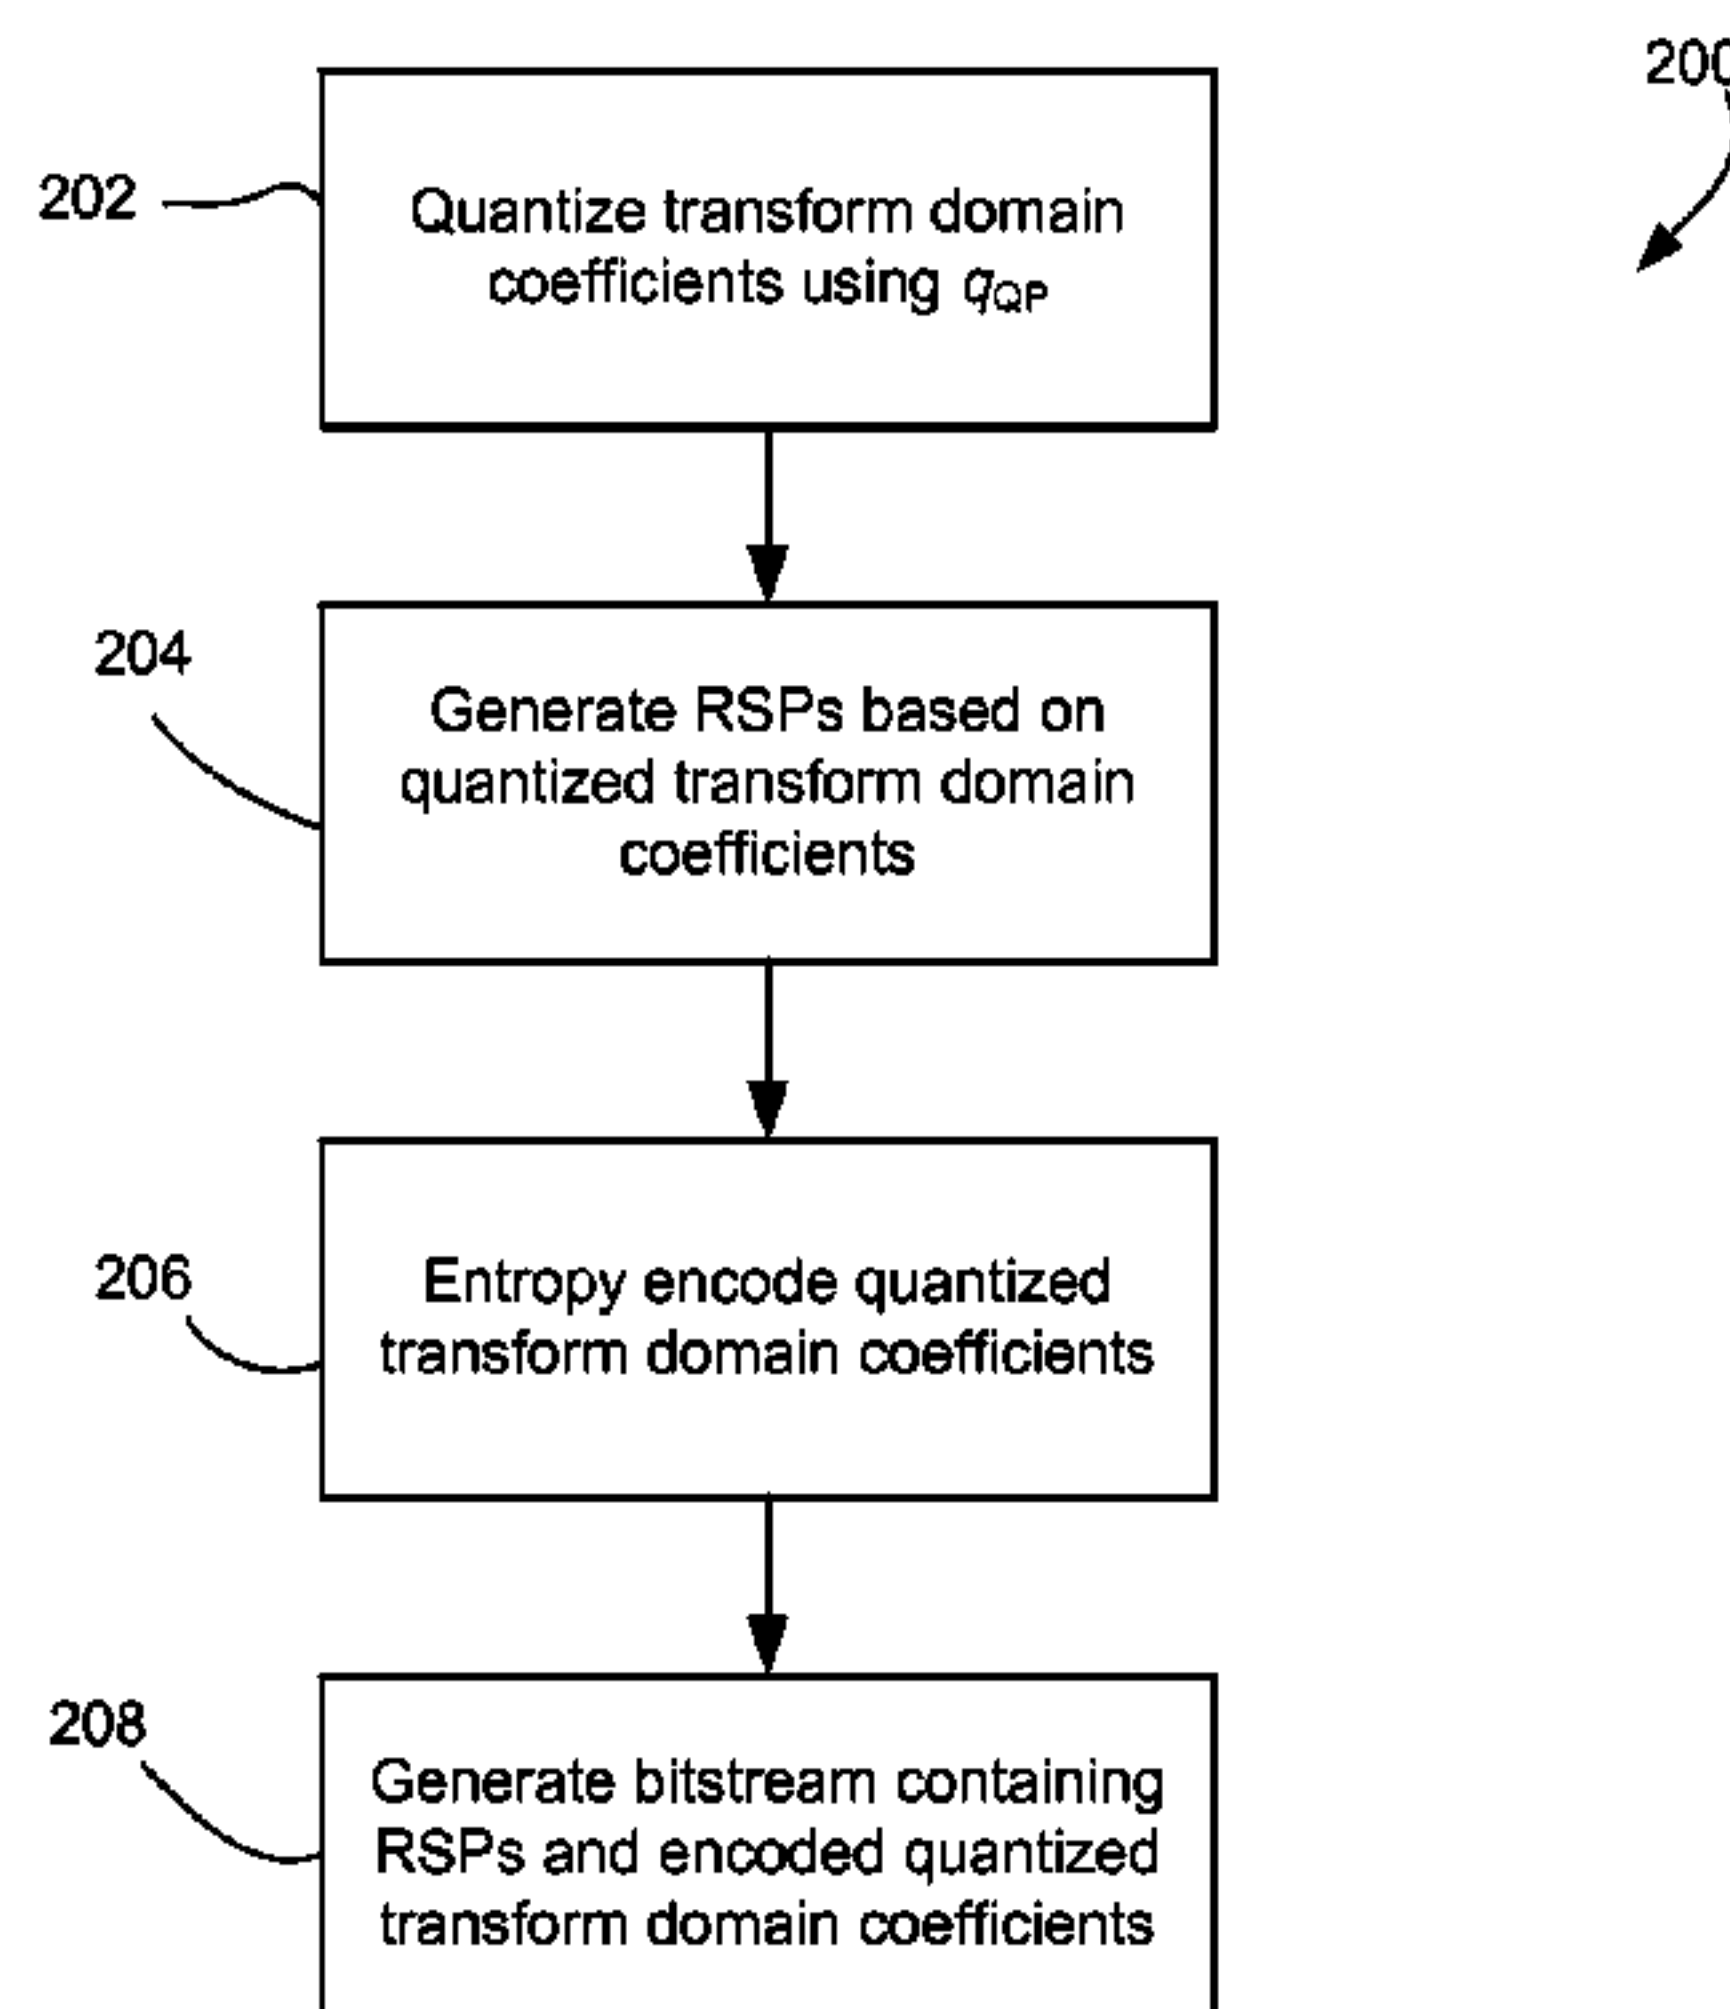 200
202
Quantize transform domain
coefficients using qQP
204
Generate RSPs based on
quantized transform domain
coefficients
206
Entropy encode quantized
transform domain coefficients
208
Generate bitstream containing
RSPs and encoded quantized
transform domain coefficients